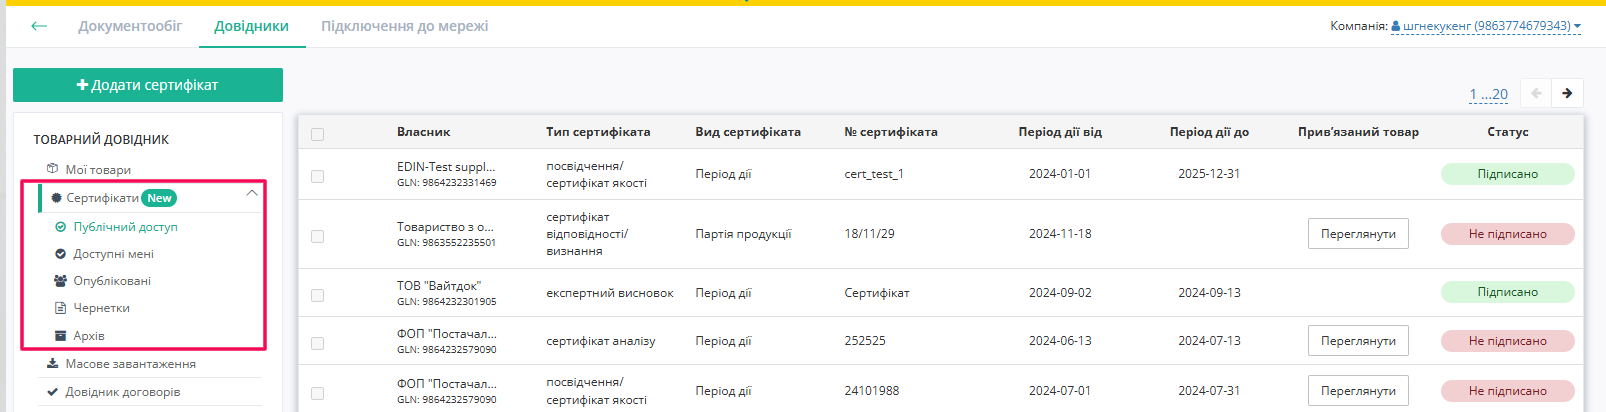 Документообіг Довідники Підключення до мережі Компанія: шгнекукенг (9863774679343)
Додати сертифікат
1 ...20
ТОВАРНИЙ ДОВІДНИК
Мої товари
Сертифікати New
Публічний доступ
Доступні мені
Опубліковані
Чернетки
Архів
Масове завантаження
Довідник договорів
Власник Тип сертифіката Вид сертифіката № сертифіката Період дії від Період дії до Прив'язаний товар Статус
EDIN-Test suppl...
GLN: 9864232331469
посвідчення/
сертифікат якості
Період дії cert_test_1 2024-01-01 2025-12-31 Підписано
Товариство з о...
GLN: 9863552235501
сертифікат
відповідності/
визнання
Партія продукції 18/11/29 2024-11-18 Переглянути Не підписано
ТОВ "Вайтдок"
GLN: 9864232301905
експертний висновок Період дії Сертифікат 2024-09-02 2024-09-13 Підписано
ФОП "Постачал...
GLN: 9864232579090
сертифікат аналізу Період дії 252525 2024-06-13 2024-07-13 Переглянути Не підписано
ФОП "Постачал...
GLN: 9864232579090
посвідчення/
сертифікат якості
Період дії 24101988 2024-07-01 2024-07-31 Переглянути Не підписано